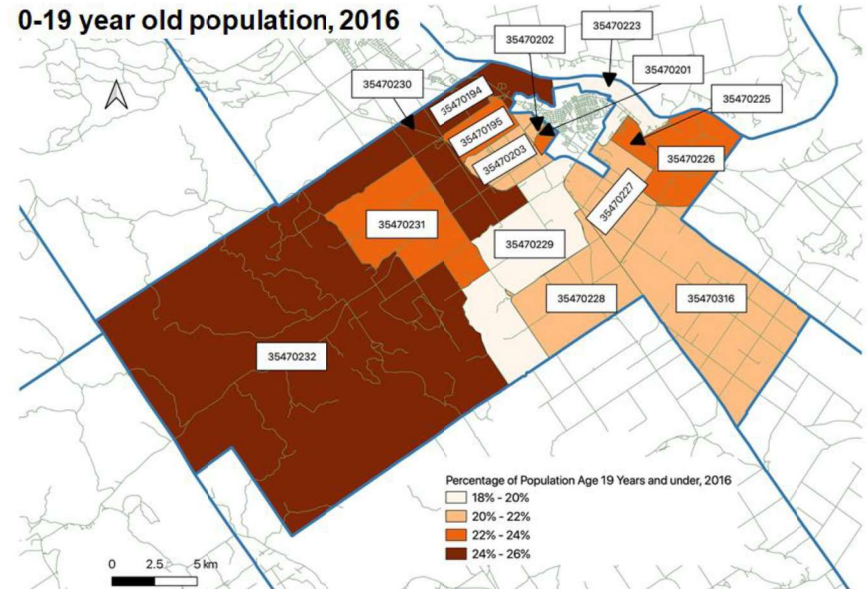 0-19 year old population, 2016
35470223
35470202
35470201
35470230
35470194
35470225
35470195
35470226
35470203
35470227
35470231
35470229
35470228
35470316
35470232
Percentage of Population Age 19 Years and under, 2016
18% - 20%
20% - 22%
22% - 24%
24% - 26%
0 2.5 5 km